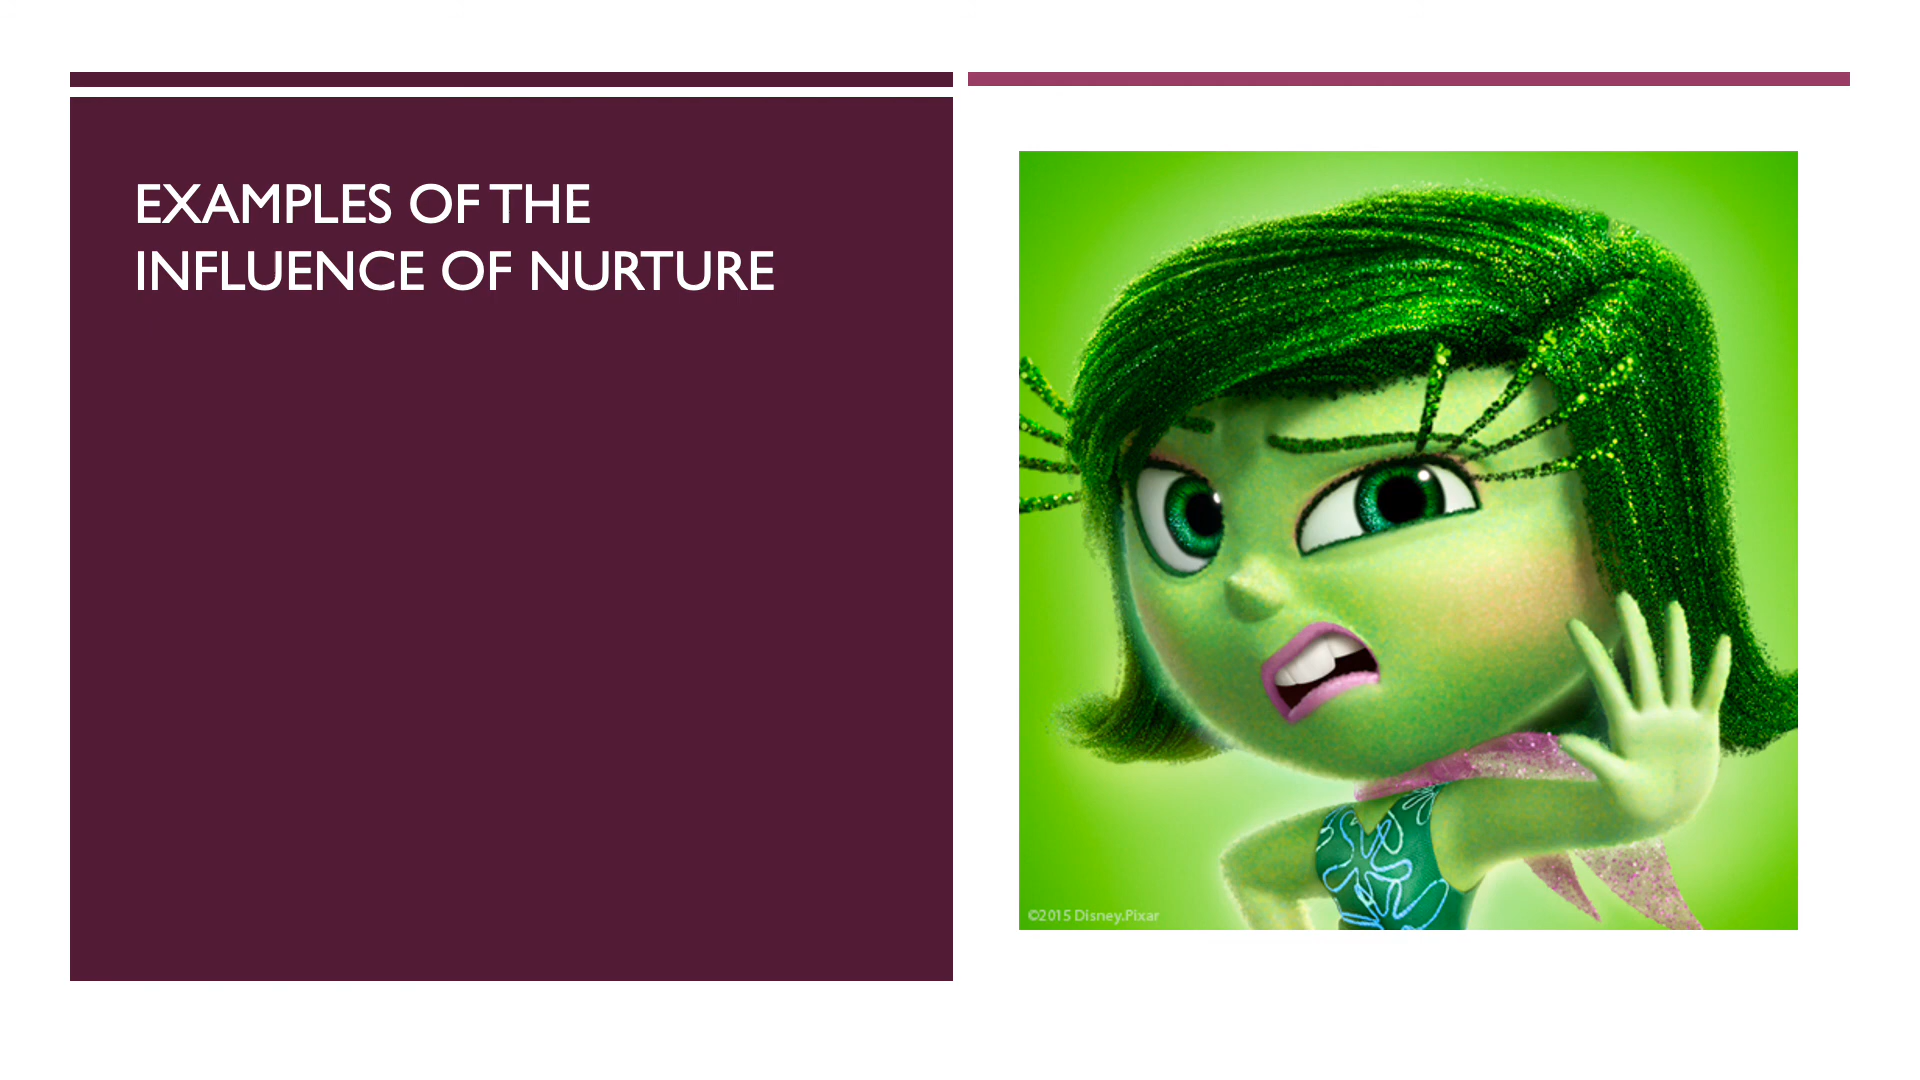 EXAMPLES OF THE
INFLUENCE OF NURTURE
©2015 Disney.Pixar